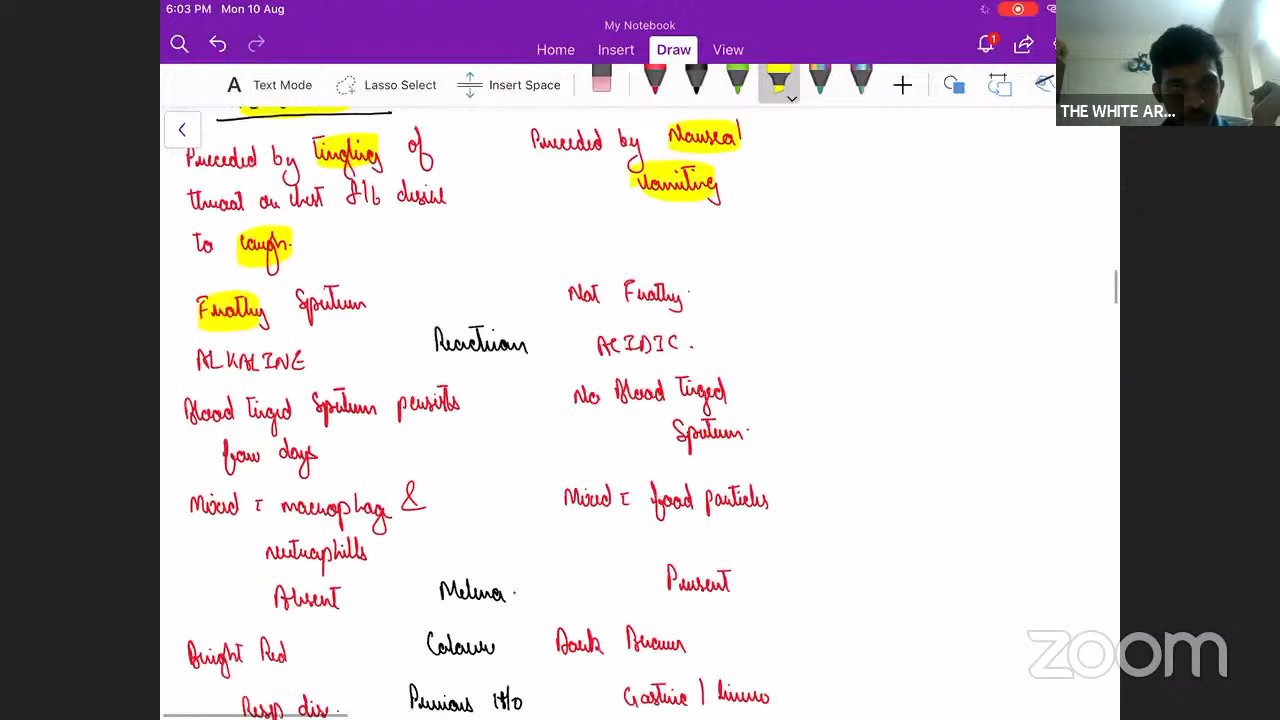 6:03 PM Mon 10 Aug
My Notebook
Home Insert Draw View
1
A Text Mode Lasso Select Insert Space
THE WHITE AR...
Preceded by Tingling of
throat or chest f/b desire
to cough.
Preceded by Nausea/
Vomiting
Frothy Sputum
Not Frothy
ALKALINE Reaction ACIDIC.
Blood tinged Sputum persists
few days
No Blood Tinged
Sputum.
Mixed c macrophage &
neutrophills
Mixed c food particles
Absent Melena. Present
Bright Red Colour Dark Brown
Resp dis. Previous H/o Gastric /
zoom